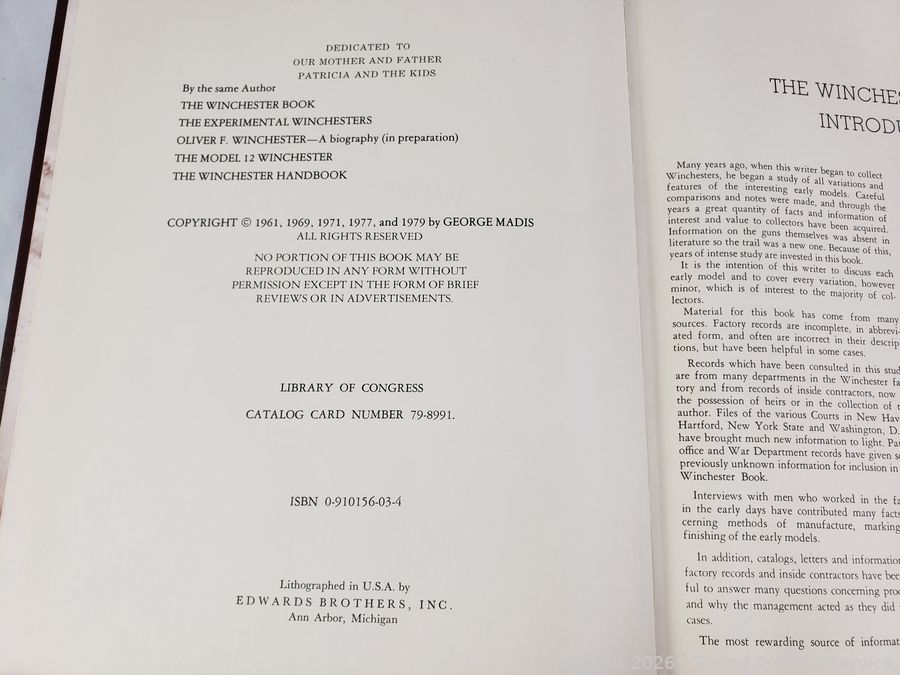 DEDICATED TO
OUR MOTHER AND FATHER
PATRICIA AND THE KIDS
By the same Author
THE WINCHESTER BOOK
THE EXPERIMENTAL WINCHESTERS
OLIVER F. WINCHESTER—A biography (in preparation)
THE MODEL 12 WINCHESTER
THE WINCHESTER HANDBOOK
COPYRIGHT © 1961, 1969, 1971, 1977, and 1979 by GEORGE MADIS
ALL RIGHTS RESERVED
NO PORTION OF THIS BOOK MAY BE
REPRODUCED IN ANY FORM WITHOUT
PERMISSION EXCEPT IN THE FORM OF BRIEF
REVIEWS OR IN ADVERTISEMENTS.
LIBRARY OF CONGRESS
CATALOG CARD NUMBER 79-8991.
ISBN 0-910156-03-4
Lithographed in U.S.A. by
EDWARDS BROTHERS, INC.
Ann Arbor, Michigan
THE WINCHES
INTRODU
Many years ago, when this writer began to collect
Winchesters, he began a study of all variations and
features of the interesting early models. Careful
comparisons and notes were made, and through the
years a great quantity of facts and information of
interest and value to collectors have been acquired.
Information on the guns themselves was absent in
literature so the trail was a new one. Because of this,
years of intense study are invested in this book.
It is the intention of this writer to discuss each
early model and to cover every variation, however
minor, which is of interest to the majority of col-
lectors.
Material for this book has come from many
sources. Factory records are incomplete, in abbrevi-
ated form, and often are incorrect in their descrip-
tions, but have been helpful in some cases.
Records which have been consulted in this stud
are from many departments in the Winchester fa
tory and from records of inside contractors, now
the possession of heirs or in the collection of t
author. Files of the various Courts in New Hav
Hartford, New York State and Washington, D.
have brought much new information to light. Pat
office and War Department records have given s
previously unknown information for inclusion in
Winchester Book.
Interviews with men who worked in the fa
in the early days have contributed many facts
cerning methods of manufacture, marking
finishing of the early models.
In addition, catalogs, letters and information
factory records and inside contractors have bee
ful to answer many questions concerning pro
and why the management acted as they did
cases.
The most rewarding source of informat
Copyright 2026 Sound Auction Service